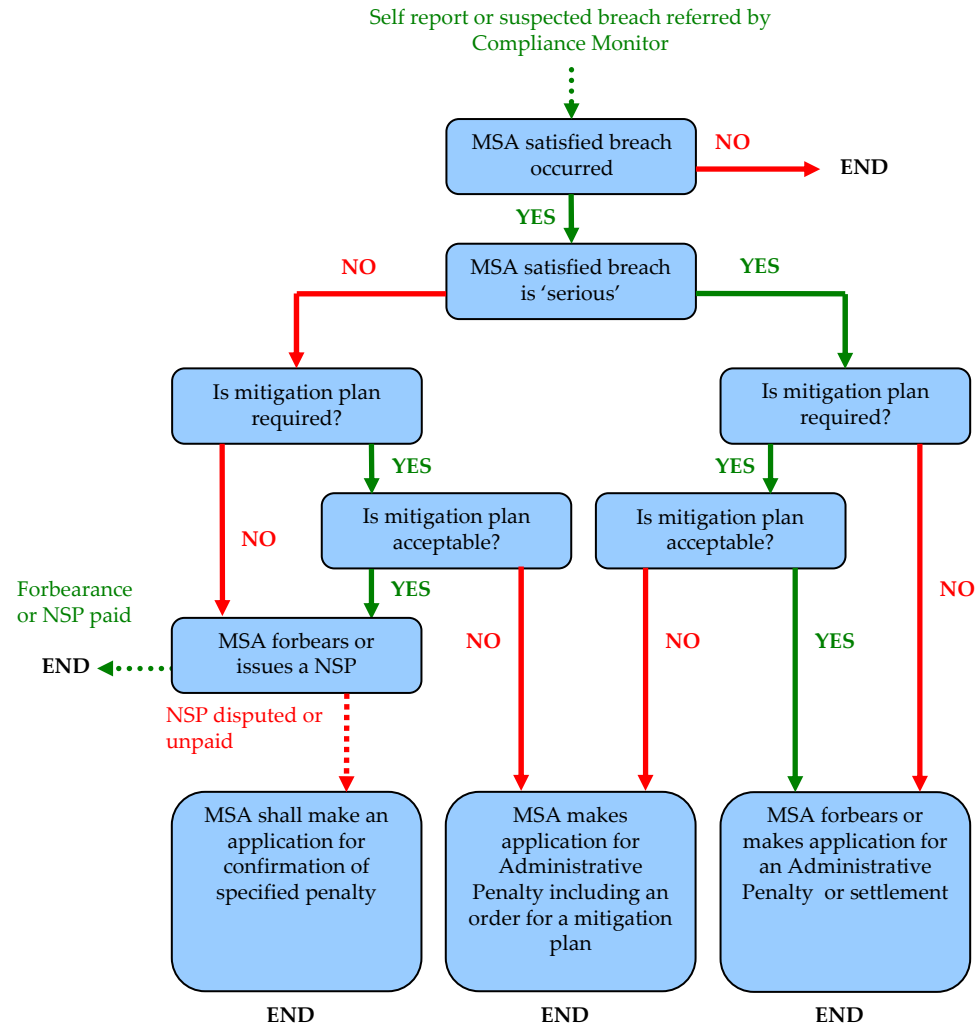 Self report or suspected breach referred by
Compliance Monitor
MSA satisfied breach
occurred
NO
END
YES
MSA satisfied breach
is ‘serious’
NO
YES
Is mitigation plan
required?
Is mitigation plan
required?
YES
YES
NO
Is mitigation plan
acceptable?
Is mitigation plan
acceptable?
NO
Forbearance
or NSP paid
YES
END
MSA forbears or
issues a NSP
NO
NO
YES
NSP disputed or
unpaid
MSA shall make an
application for
confirmation of
specified penalty
MSA makes
application for
Administrative
Penalty including an
order for a mitigation
plan
MSA forbears or
makes application for
an Administrative
Penalty or settlement
END
END
END